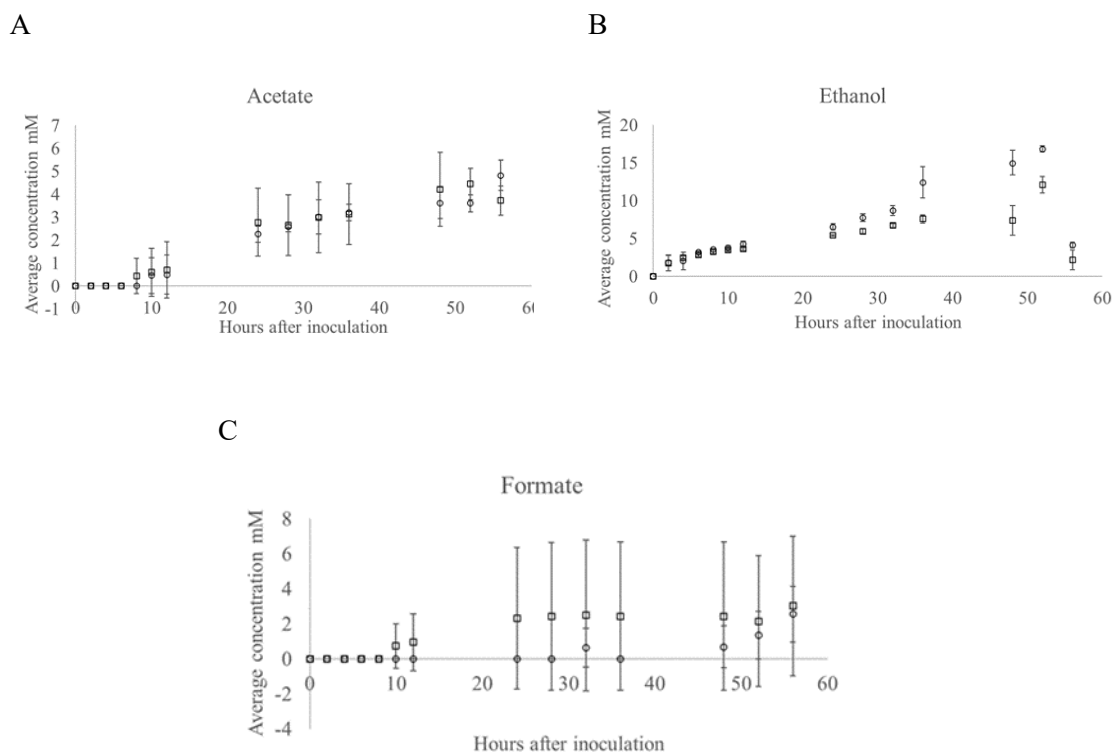 A
B
Acetate
Ethanol
Average concentration mM
7
6
5
4
3
2
1
0
-1
0 10 20 30 40 50 60
Hours after inoculation
Average concentration mM
20
15
10
5
0
0 10 20 30 40 50 60
Hours after inoculation
C
Formate
Average concentration mM
8
6
4
2
0
-2
-4
0 10 20 30 40 50 60
Hours after inoculation